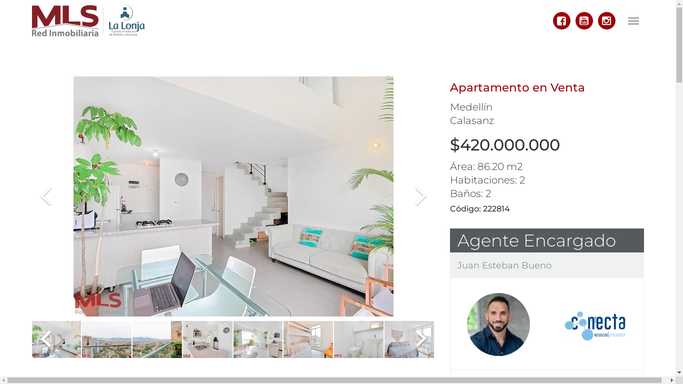 MLS
Red Inmobiliaria
La Lonja
Apartamento en Venta
Medellín
Calasanz
$420.000.000
Área: 86.20 m2
Habitaciones: 2
Baños: 2
Código: 222814
Agente Encargado
Juan Esteban Bueno
conecta
MLS
MLS